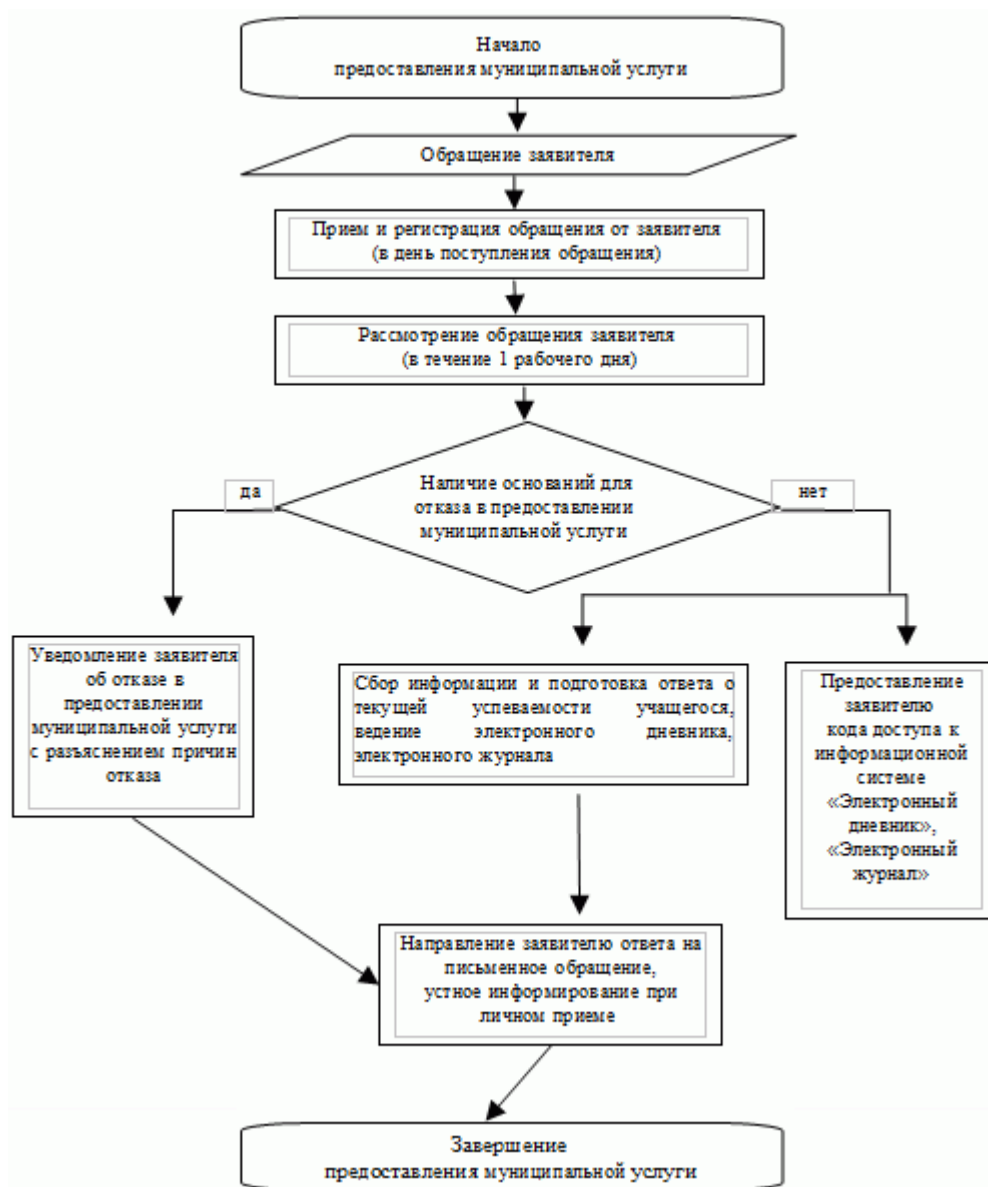 Начало
предоставления муниципальной услуги
Обращение заявителя
Прием и регистрация обращения от заявителя
(в день поступления обращения)
Рассмотрение обращения заявителя
(в течение 1 рабочего дня)
Наличие оснований для
отказа в предоставлении
муниципальной услуги
да
нет
Уведомление заявителя
об отказе в
предоставлении
муниципальной услуги
с разъяснением причин
отказа
Сбор информации и подготовка ответа о
текущей успеваемости учащегося,
ведение электронного дневника,
электронного журнала
Предоставление
заявителю
кода доступа к
информационной
системе
«Электронный
дневник»,
«Электронный
журнал»
Направление заявителю ответа на
письменное обращение,
устное информирование при
личном приеме
Завершение
предоставления муниципальной услуги